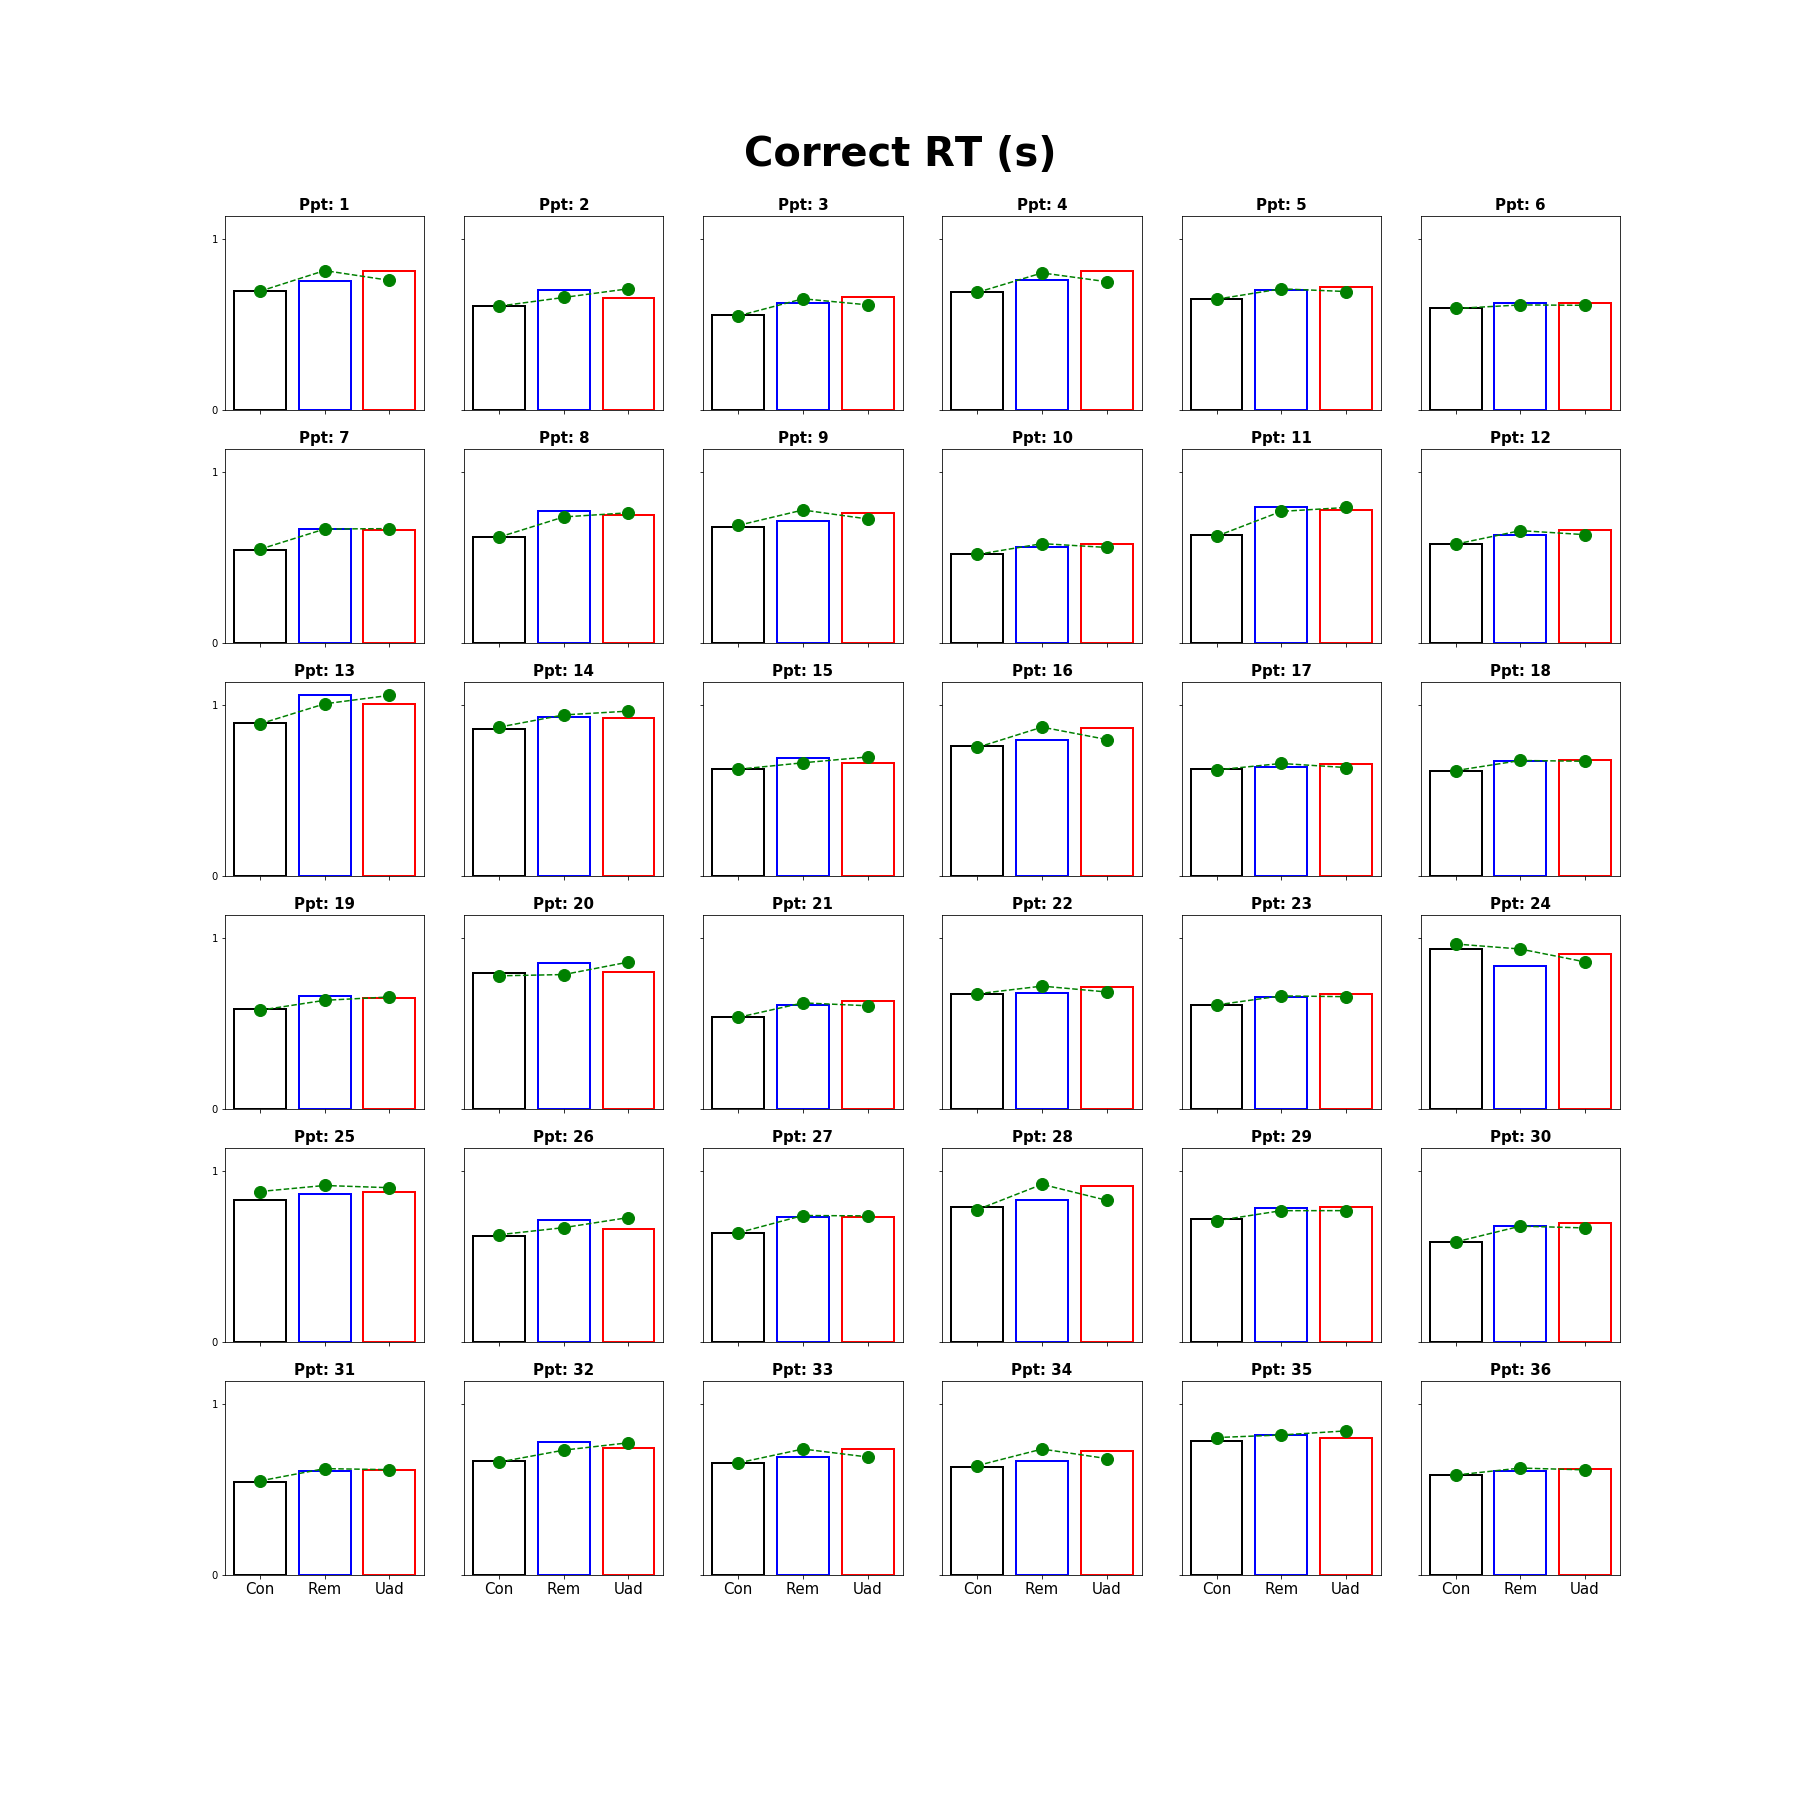 Correct RT (s)
Ppt: 1 Ppt: 2 Ppt: 3 Ppt: 4 Ppt: 5 Ppt: 6
1
0
Ppt: 7 Ppt: 8 Ppt: 9 Ppt: 10 Ppt: 11 Ppt: 12
1
0
Ppt: 13 Ppt: 14 Ppt: 15 Ppt: 16 Ppt: 17 Ppt: 18
1
0
Ppt: 19 Ppt: 20 Ppt: 21 Ppt: 22 Ppt: 23 Ppt: 24
1
0
Ppt: 25 Ppt: 26 Ppt: 27 Ppt: 28 Ppt: 29 Ppt: 30
1
0
Ppt: 31 Ppt: 32 Ppt: 33 Ppt: 34 Ppt: 35 Ppt: 36
1
0
Con Rem Uad Con Rem Uad Con Rem Uad Con Rem Uad Con Rem Uad Con Rem Uad